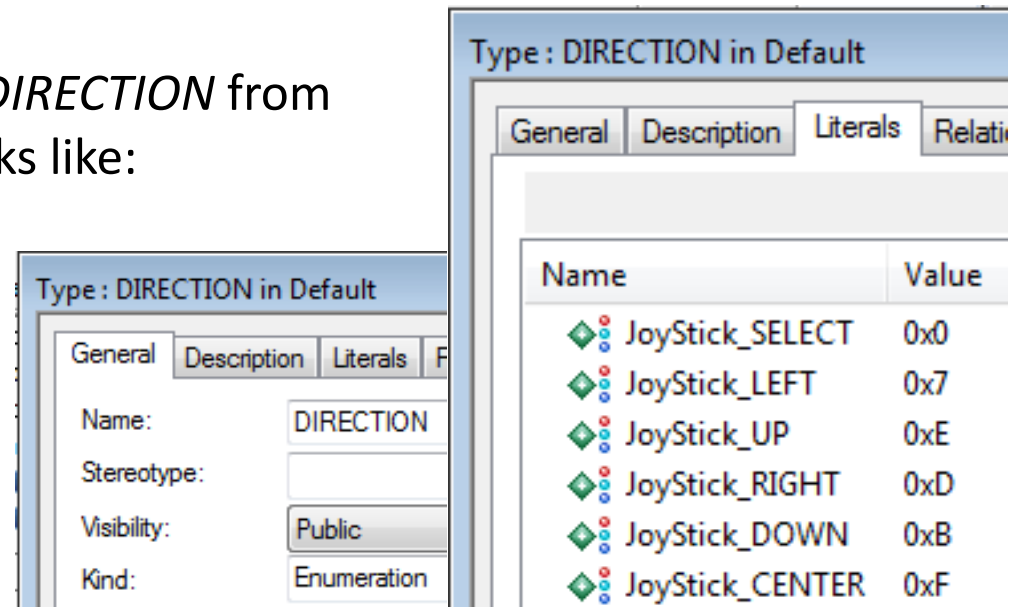 DIRECTION from
ks like:
Type : DIRECTION in Default
General Description Literals
Name: DIRECTION
Stereotype:
Visibility: Public
Kind: Enumeration
Type : DIRECTION in Default
General Description Literals Relati
Name Value
JoyStick_SELECT 0x0
JoyStick_LEFT 0x7
JoyStick_UP 0xE
JoyStick_RIGHT 0xD
JoyStick_DOWN 0xB
JoyStick_CENTER 0xF